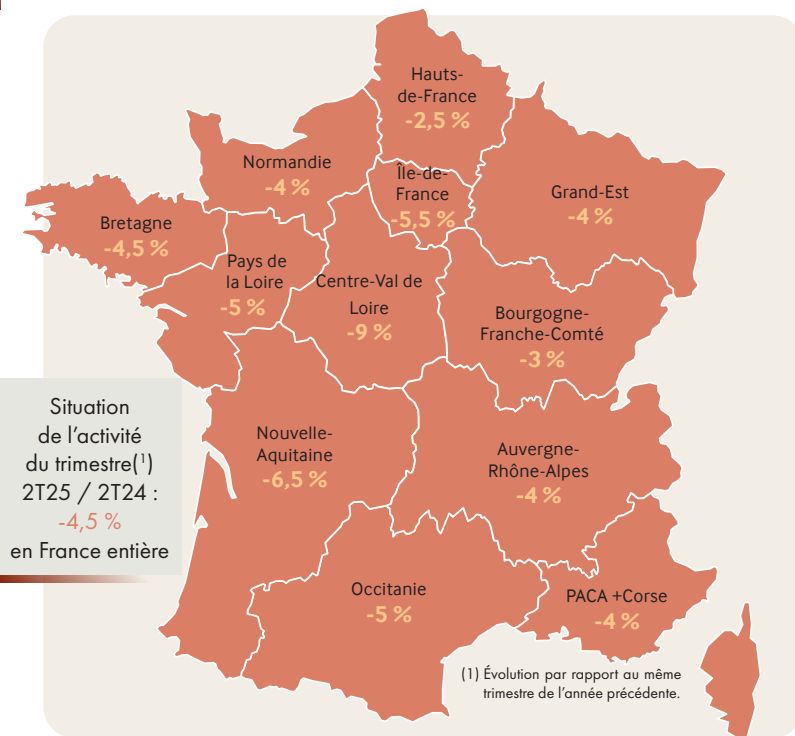 Hauts-
de-France
-2,5 %
Normandie
-4 %
Île-de-
France
-5,5 %
Grand-Est
-4 %
Bretagne
-4,5 %
Pays de
la Loire
-5 %
Centre-Val de
Loire
-9 %
Bourgogne-
Franche-Comté
-3 %
Situation
de l’activité
du trimestre(¹)
2T25 / 2T24 :
-4,5 %
en France entière
Nouvelle-
Aquitaine
-6,5 %
Auvergne-
Rhône-Alpes
-4 %
Occitanie
-5 %
PACA +Corse
-4 %
(1) Évolution par rapport au même
trimestre de l’année précédente.